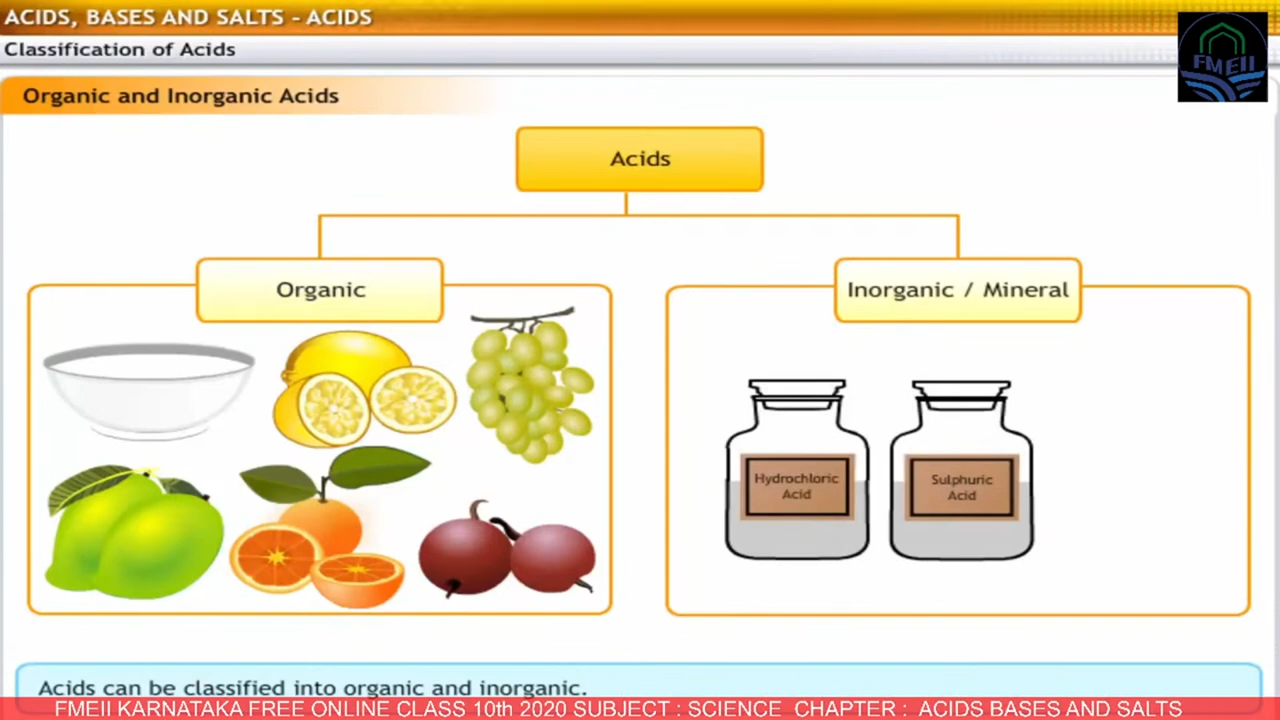 ACIDS, BASES AND SALTS - ACIDS
Classification of Acids
FMEII
Organic and Inorganic Acids
Acids
Organic
Inorganic / Mineral
Hydrochloric
Acid
Sulphuric
Acid
Acids can be classified into organic and inorganic.
FMEII KARNATAKA FREE ONLINE CLASS 10th 2020 SUBJECT : SCIENCE CHAPTER : ACIDS BASES AND SALTS